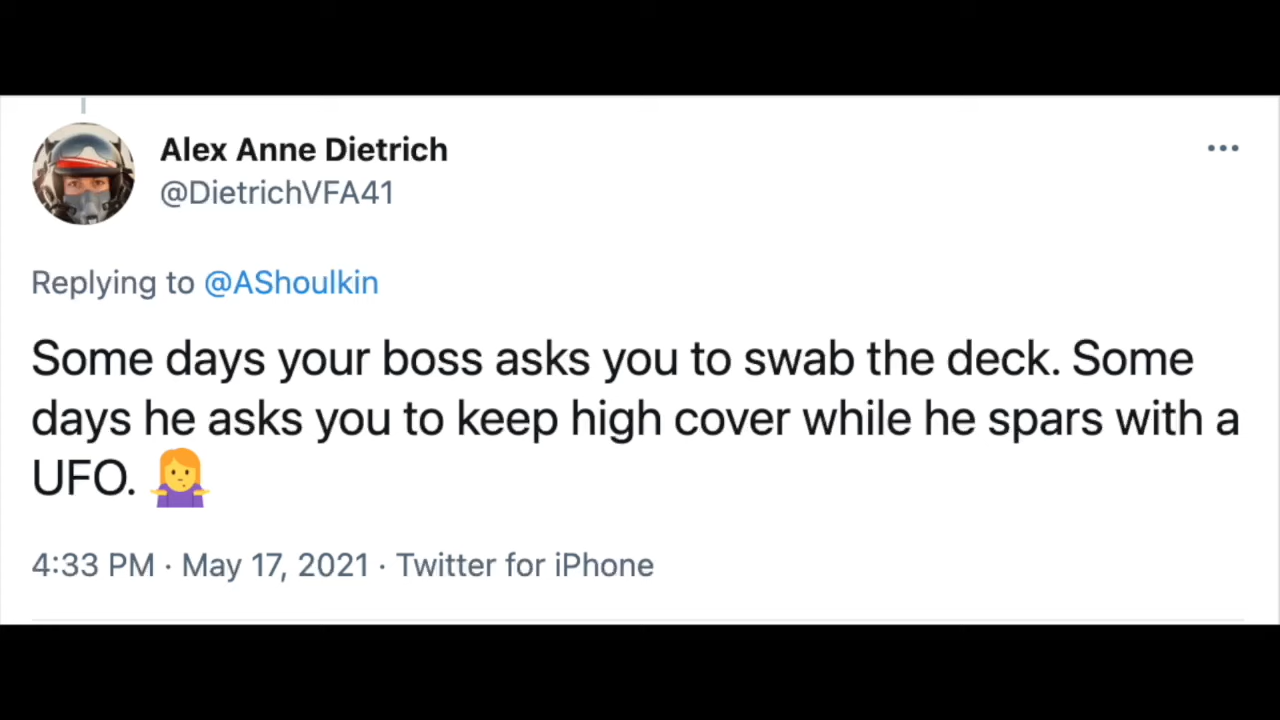 Alex Anne Dietrich
@DietrichVFA41
Replying to @AShoulkin
Some days your boss asks you to swab the deck. Some
days he asks you to keep high cover while he spars with a
UFO. 🤷‍♀️
4:33 PM · May 17, 2021 · Twitter for iPhone